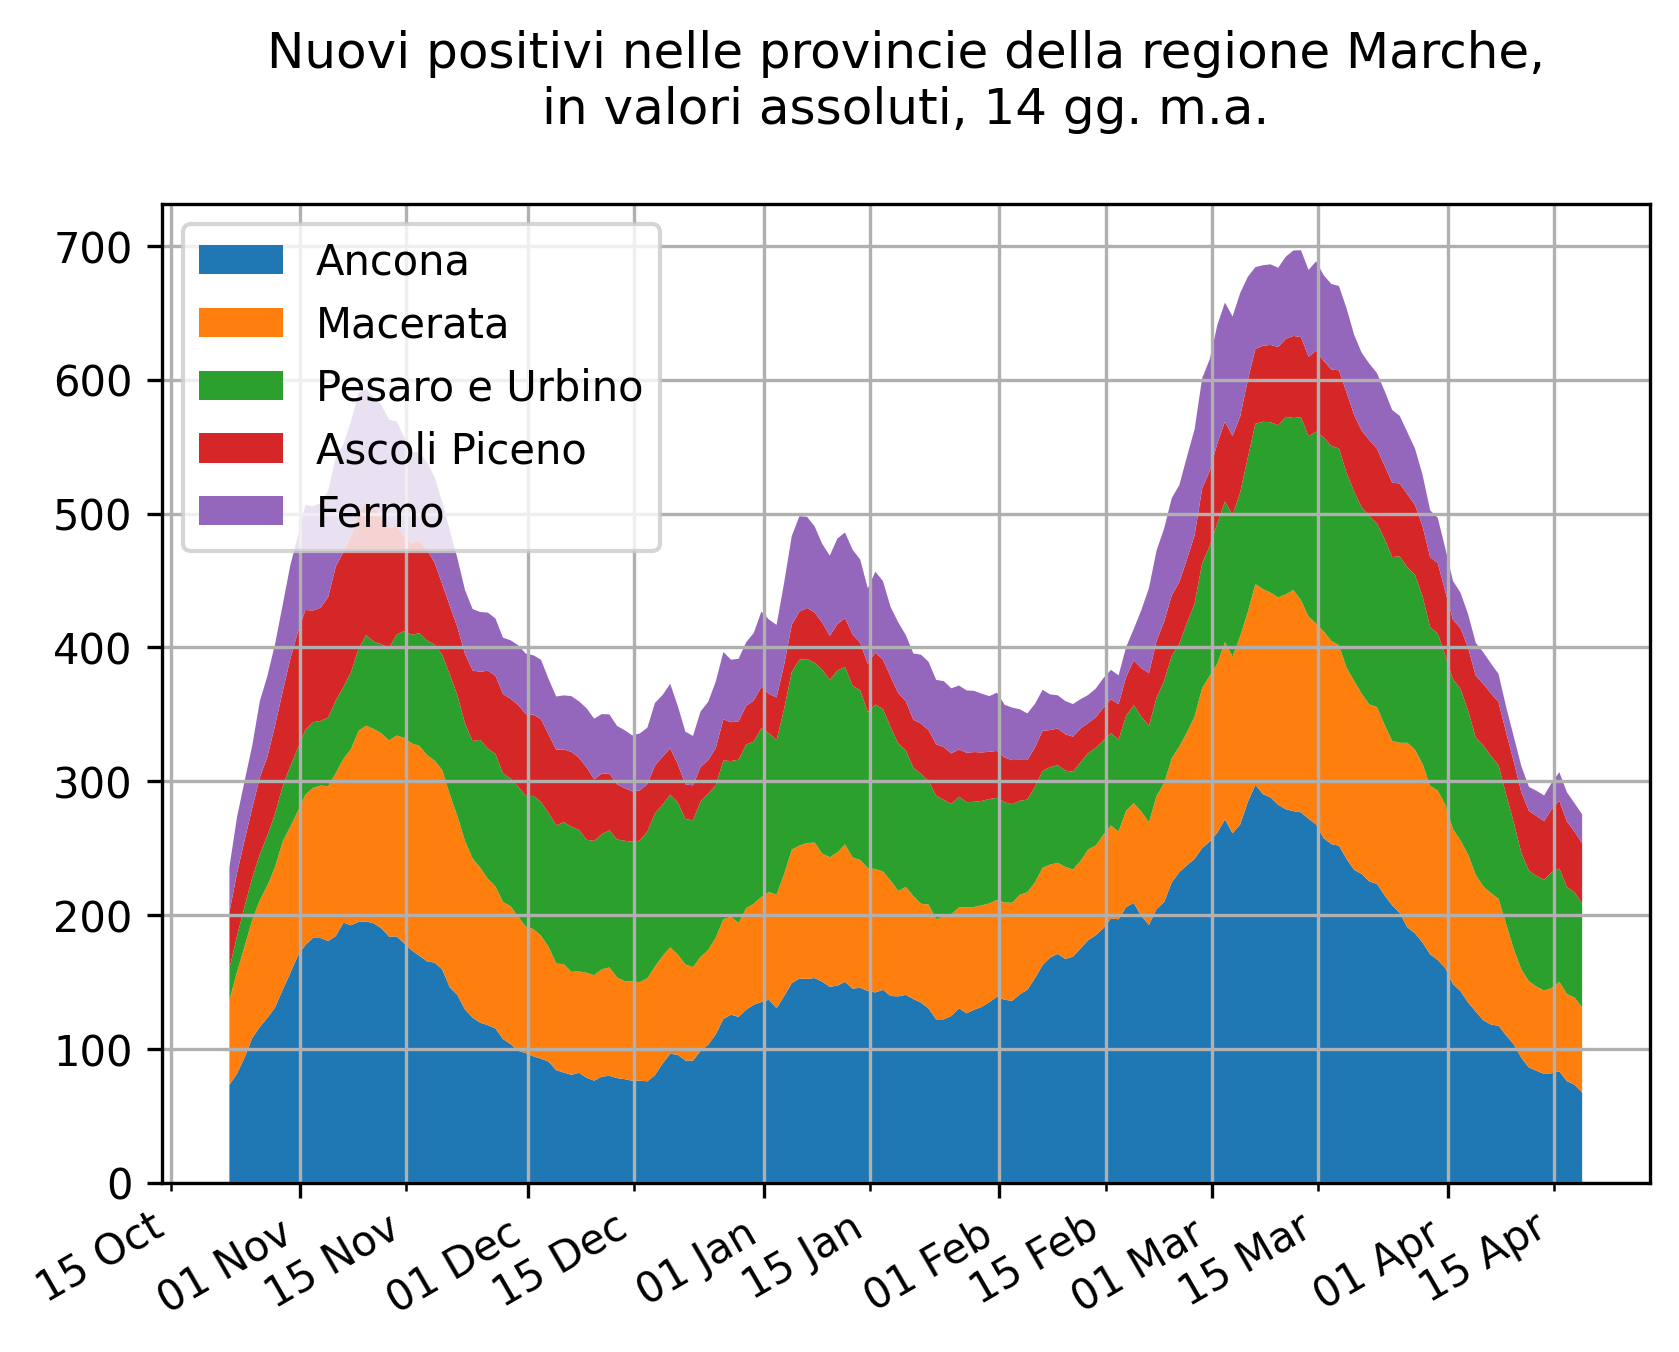 Nuovi positivi nelle provincie della regione Marche,
in valori assoluti, 14 gg. m.a.
700
600
500
400
300
200
100
0
Ancona
Macerata
Pesaro e Urbino
Ascoli Piceno
Fermo
15 Oct
01 Nov
15 Nov
01 Dec
15 Dec
01 Jan
15 Jan
01 Feb
15 Feb
01 Mar
15 Mar
01 Apr
15 Apr